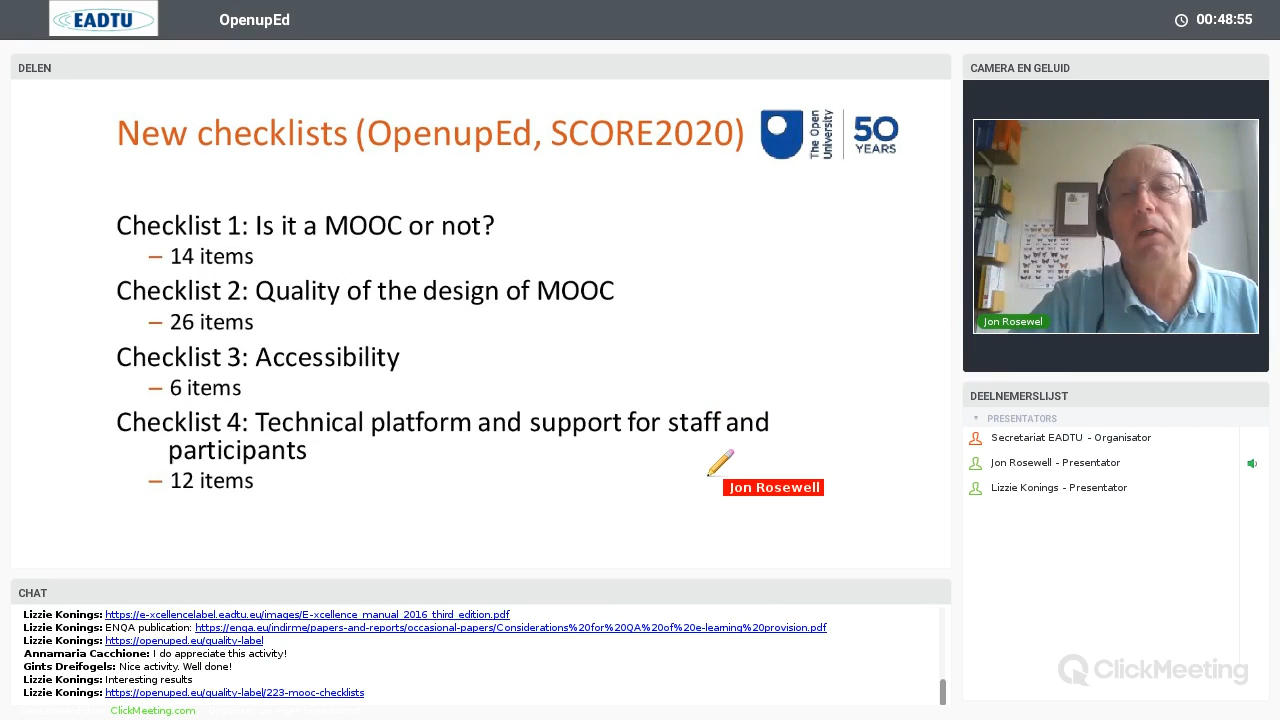 EADTU
OpenupEd
00:48:55
DELEN
New checklists (OpenupEd, SCORE2020)
The Open
University
50
YEARS
Checklist 1: Is it a MOOC or not?
– 14 items
Checklist 2: Quality of the design of MOOC
– 26 items
Checklist 3: Accessibility
– 6 items
Checklist 4: Technical platform and support for staff and
participants
– 12 items
Jon Rosewell
CAMERA EN GELUID
Jon Rosewel
DEELNEMERSLIJST
PRESENTATORS
Secretariat EADTU - Organisator
Jon Rosewell - Presentator
Lizzie Konings - Presentator
CHAT
Lizzie Konings: https://e-xcellencelabel.eadtu.eu/images/E-xcellence_manual_2016_third_edition.pdf
Lizzie Konings: ENQA publication: https://enqa.eu/indirme/papers-and-reports/occasional-papers/Considerations%20for%20QA%20of%20e-learning%20provision.pdf
Lizzie Konings: https://openuped.eu/quality-label
Annamaria Cacchione: I do appreciate this activity!
Gints Dreifogels: Nice activity. Well done!
Lizzie Konings: Interesting results
Lizzie Konings: https://openuped.eu/quality-label/223-mooc-checklists
ClickMeeting
ClickMeeting.com